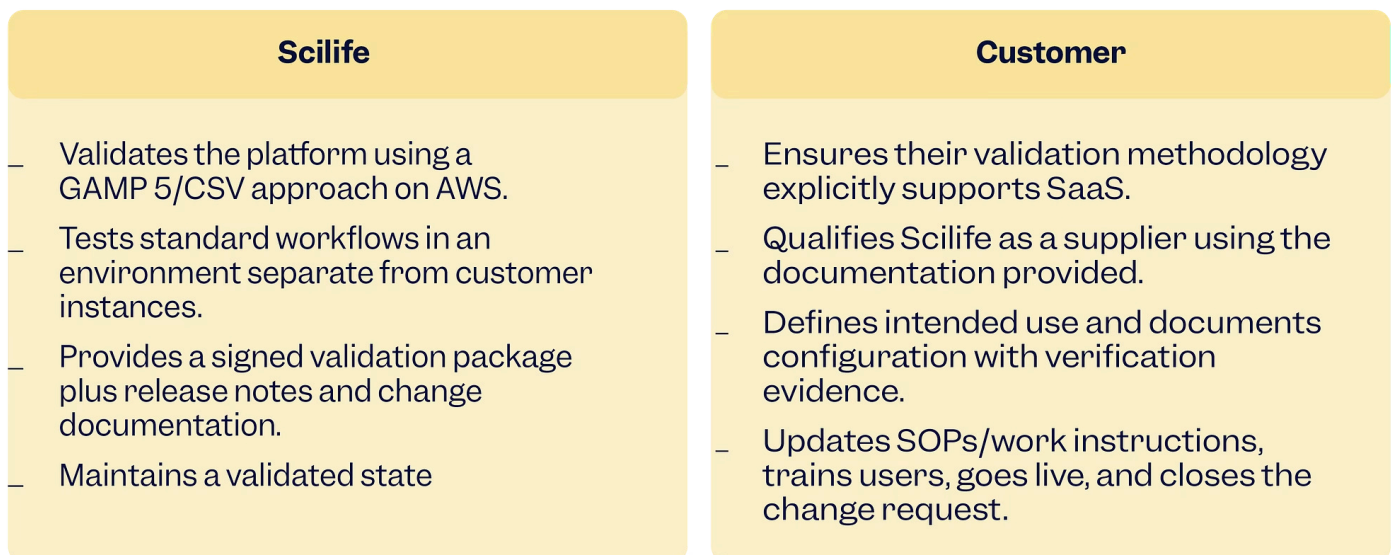 Scilife
_ Validates the platform using a
GAMP 5/CSV approach on AWS.
_ Tests standard workflows in an
environment separate from customer
instances.
_ Provides a signed validation package
plus release notes and change
documentation.
_ Maintains a validated state
Customer
_ Ensures their validation methodology
explicitly supports SaaS.
_ Qualifies Scilife as a supplier using the
documentation provided.
_ Defines intended use and documents
configuration with verification
evidence.
_ Updates SOPs/work instructions,
trains users, goes live, and closes the
change request.